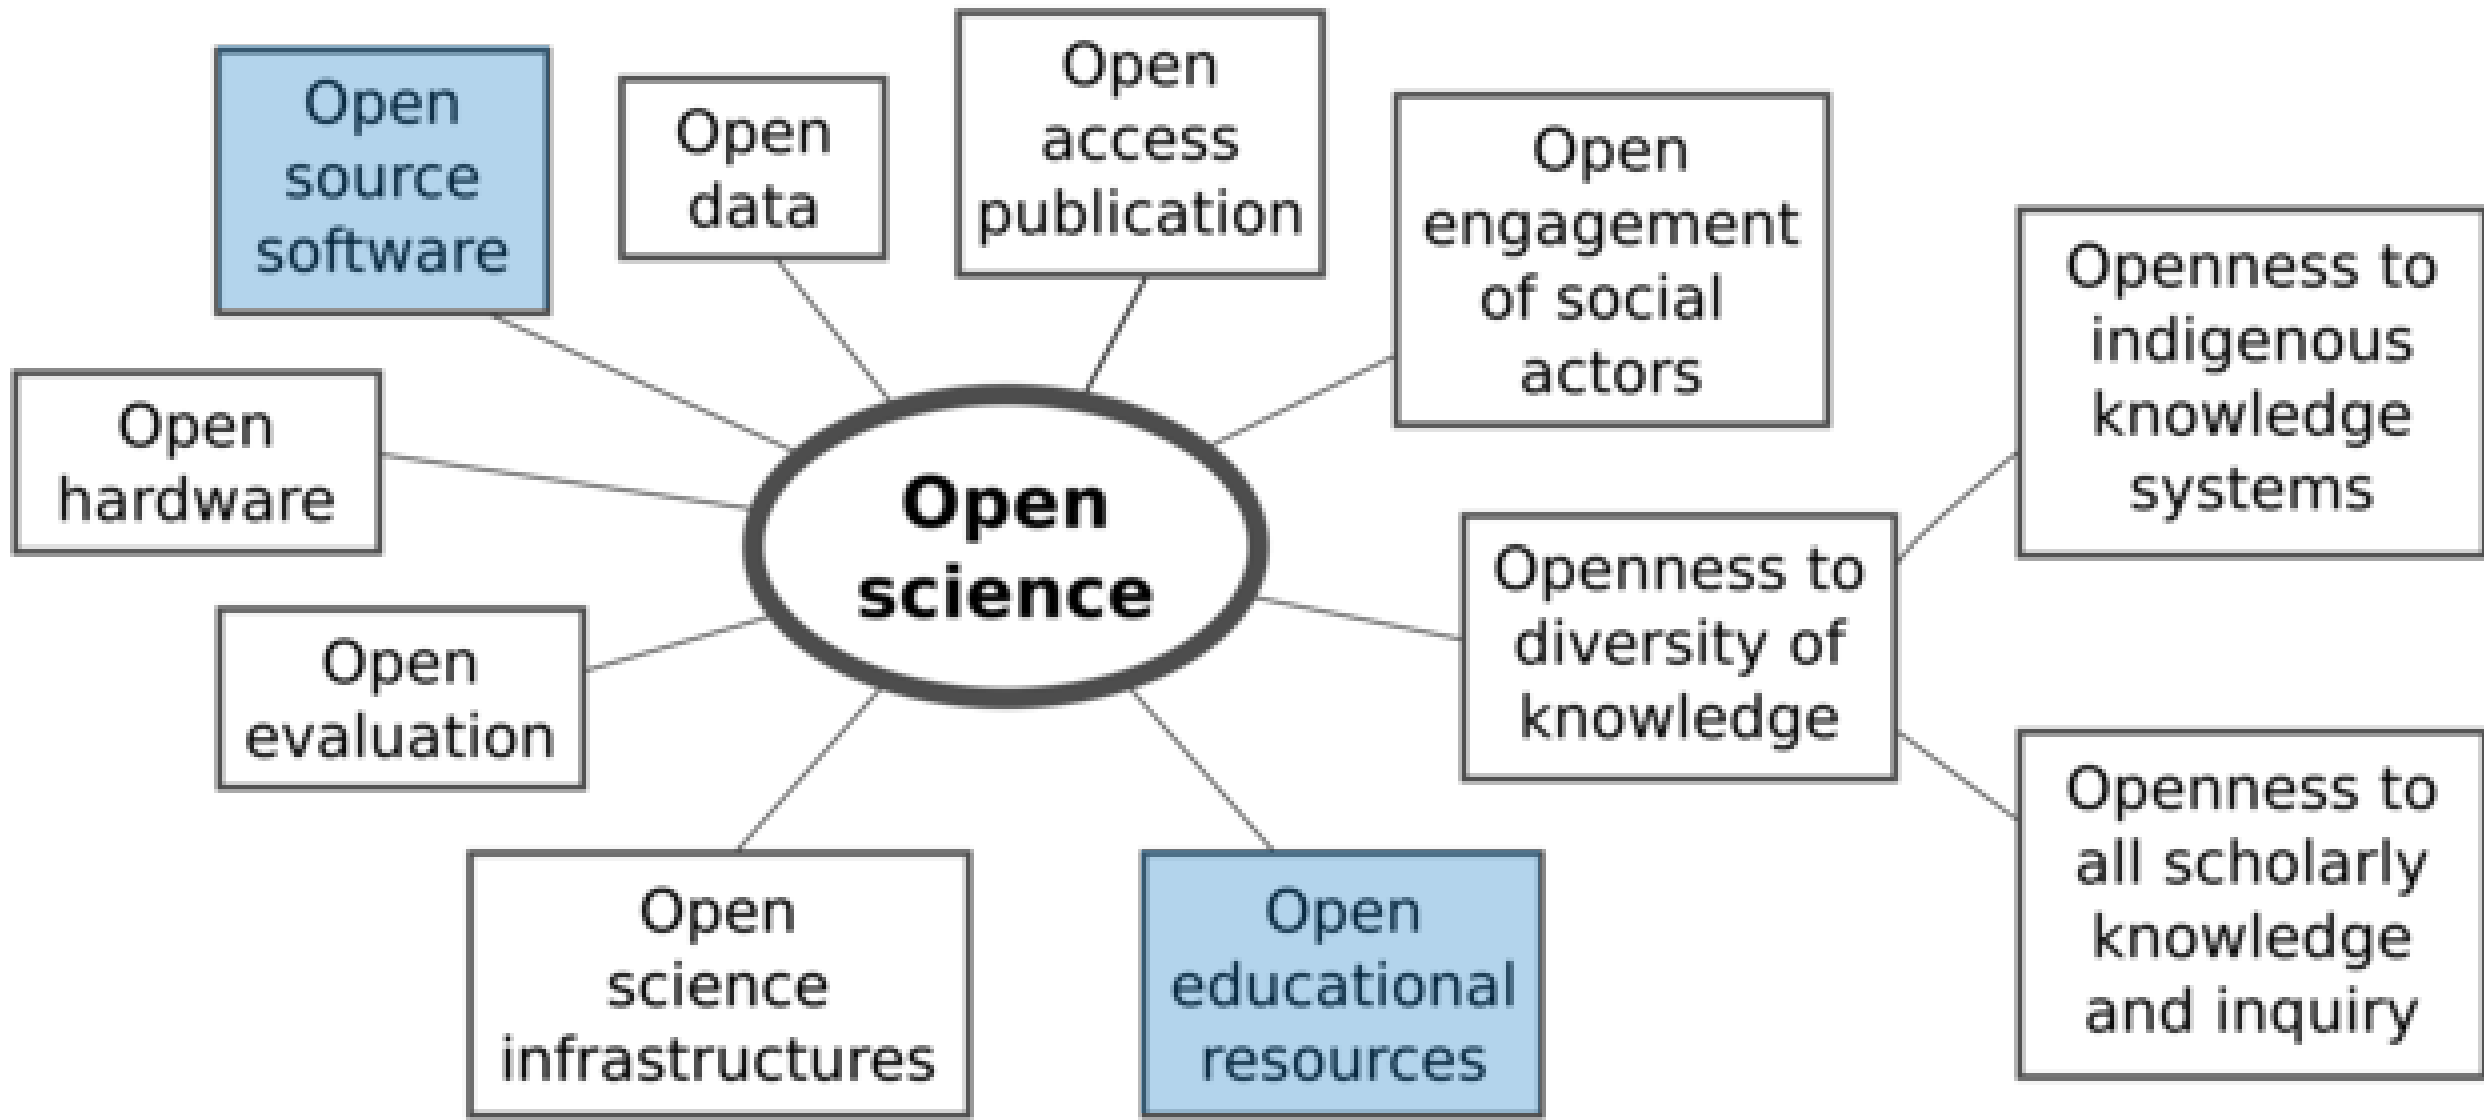 Open
source
software
Open
data
Open
access
publication
Open
engagement
of social
actors
Openness to
indigenous
knowledge
systems
Open
hardware
Open
science
Openness to
diversity of
knowledge
Open
evaluation
Openness to
all scholarly
knowledge
and inquiry
Open
science
infrastructures
Open
educational
resources